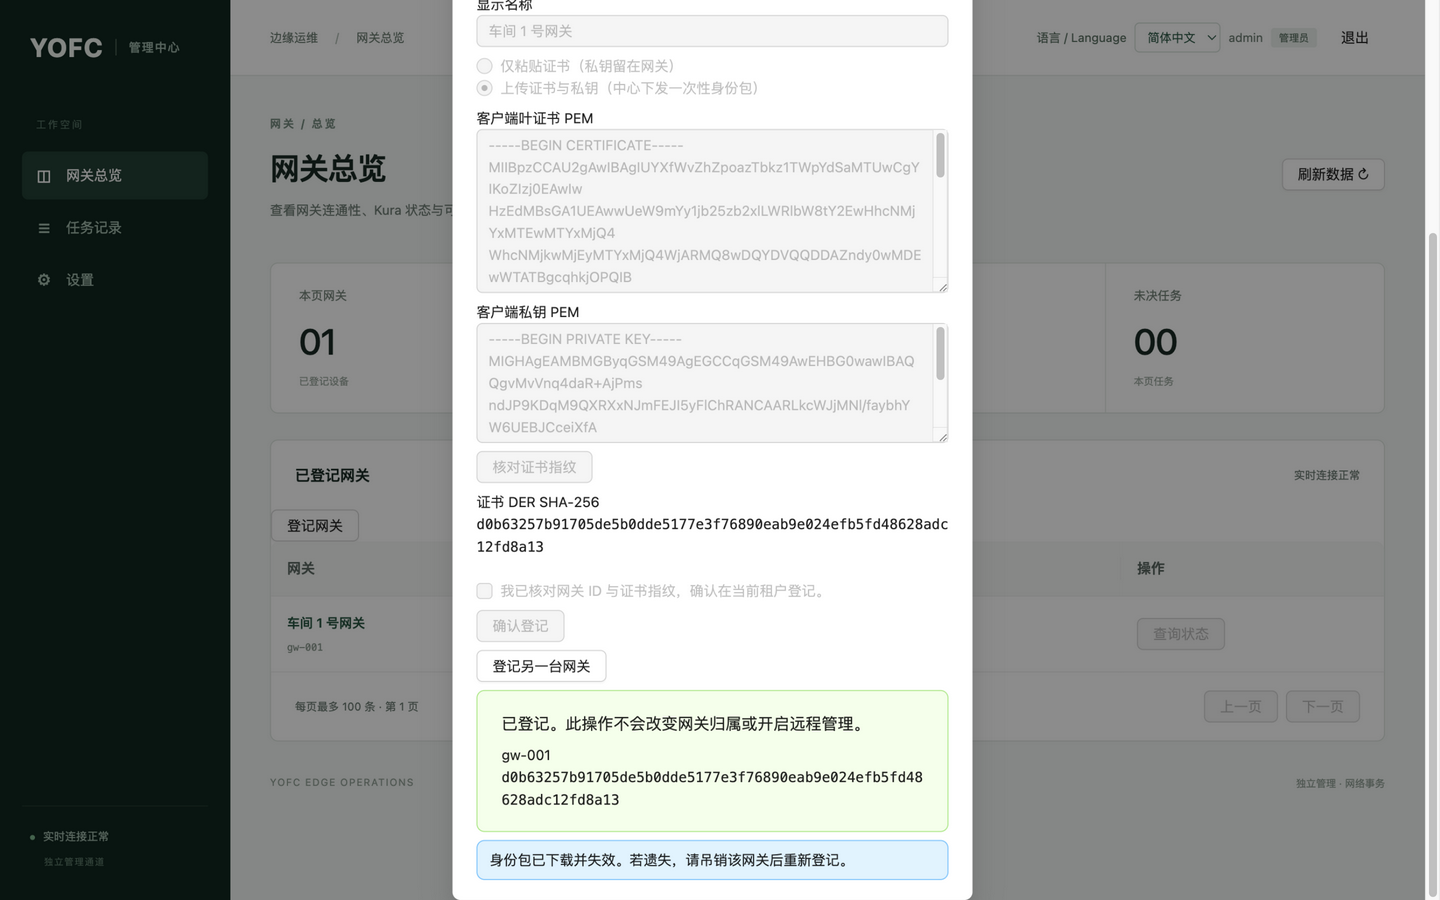 显示名称
YOFC 管理中心
边缘运维 / 网关总览
语言 / Language 简体中文 admin 管理员 退出
车间 1 号网关
仅粘贴证书（私钥留在网关）
上传证书与私钥（中心下发一次性身份包）
工作空间
网关总览
任务记录
设置
网关 / 总览
网关总览
查看网关连通性、Kura 状态与可
刷新数据
本页网关
01
已登记设备
未决任务
00
本页任务
客户端叶证书 PEM
-----BEGIN CERTIFICATE-----
客户端私钥 PEM
-----BEGIN PRIVATE KEY-----
核对证书指纹
证书 DER SHA-256
d0b63257b91705de5b0dde5177e3f76890eab9e024efb5fd48628adc
12fd8a13
我已核对网关 ID 与证书指纹，确认在当前租户登记。
确认登记
登记另一台网关
已登记。此操作不会改变网关归属或开启远程管理。
gw-001
d0b63257b91705de5b0dde5177e3f76890eab9e024efb5fd48
628adc12fd8a13
身份包已下载并失效。若遗失，请吊销该网关后重新登记。
已登记网关
实时连接正常
登记网关
网关
操作
车间 1 号网关
gw-001
查询状态
每页最多 100 条 · 第 1 页
上一页
下一页
YOFC EDGE OPERATIONS
独立管理 · 网络事务
实时连接正常
独立管理通道